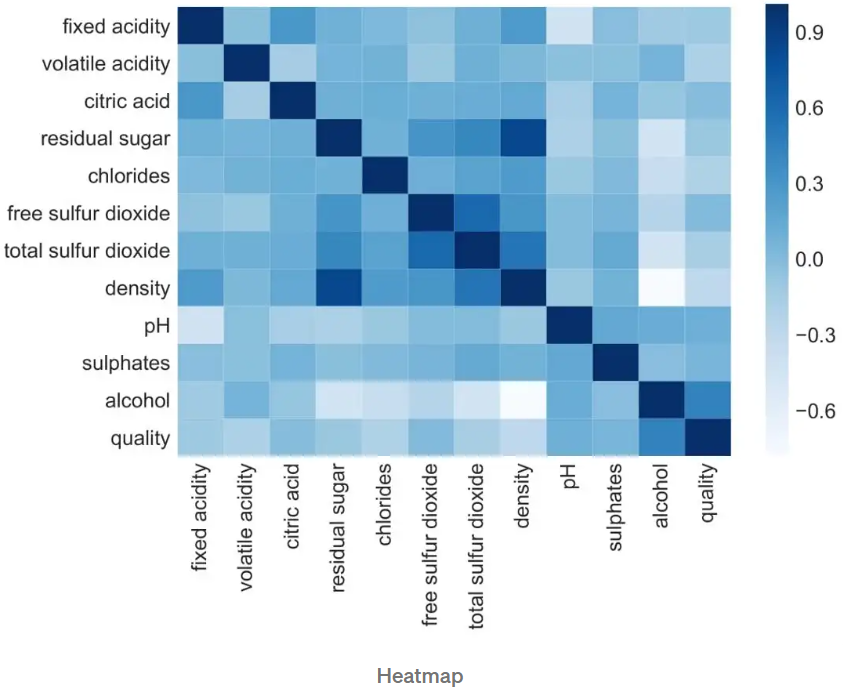 fixed acidity
volatile acidity
citric acid
residual sugar
chlorides
free sulfur dioxide
total sulfur dioxide
density
pH
sulphates
alcohol
quality
0.9
0.6
0.3
0.0
−0.3
−0.6
fixed acidity
volatile acidity
citric acid
residual sugar
chlorides
free sulfur dioxide
total sulfur dioxide
density
pH
sulphates
alcohol
quality
Heatmap